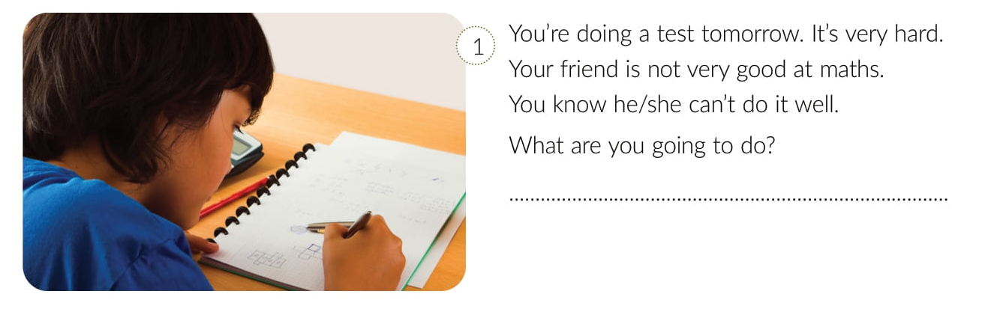 1
You're doing a test tomorrow. It's very hard.
Your friend is not very good at maths.
You know he/she can't do it well.
What are you going to do?